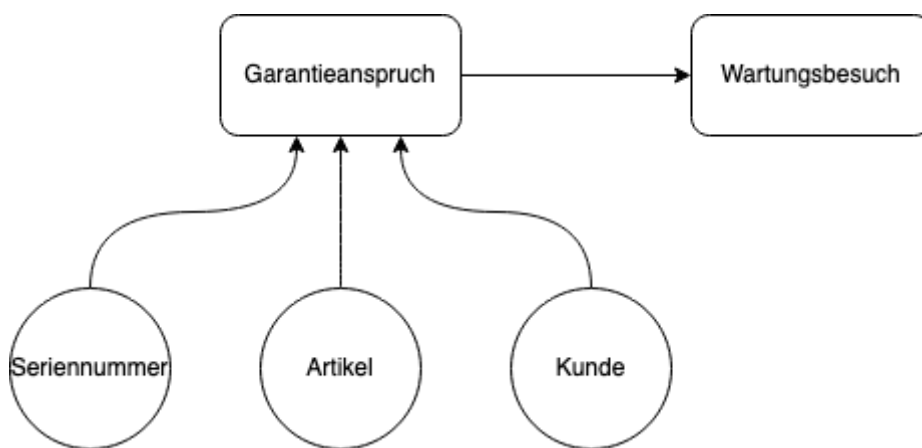 Garantieanspruch
Wartungsbesuch
Seriennummer
Artikel
Kunde